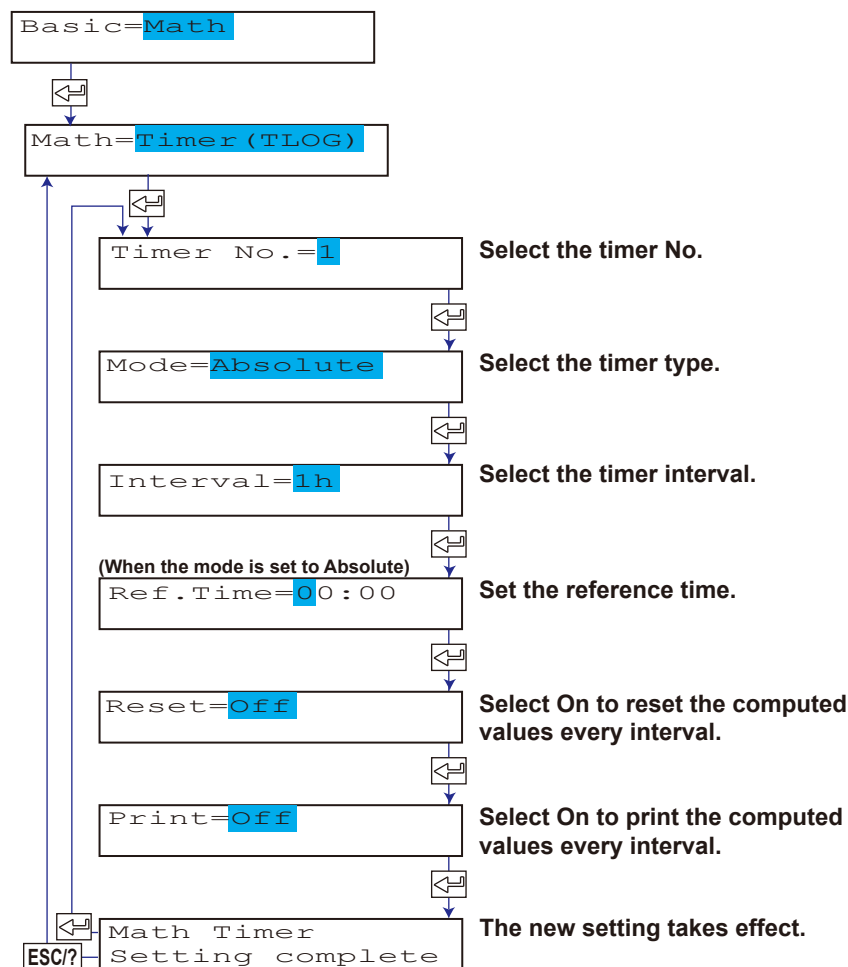 Basic=Math
Math=Timer(TLOG)
Timer No.=1
Select the timer No.
Mode=Absolute
Select the timer type.
Interval=1h
Select the timer interval.
(When the mode is set to Absolute)
Ref.Time=00:00
Set the reference time.
Reset=Off
Select On to reset the computed
values every interval.
Print=Off
Select On to print the computed
values every interval.
Math Timer
Setting complete
The new setting takes effect.
ESC/?